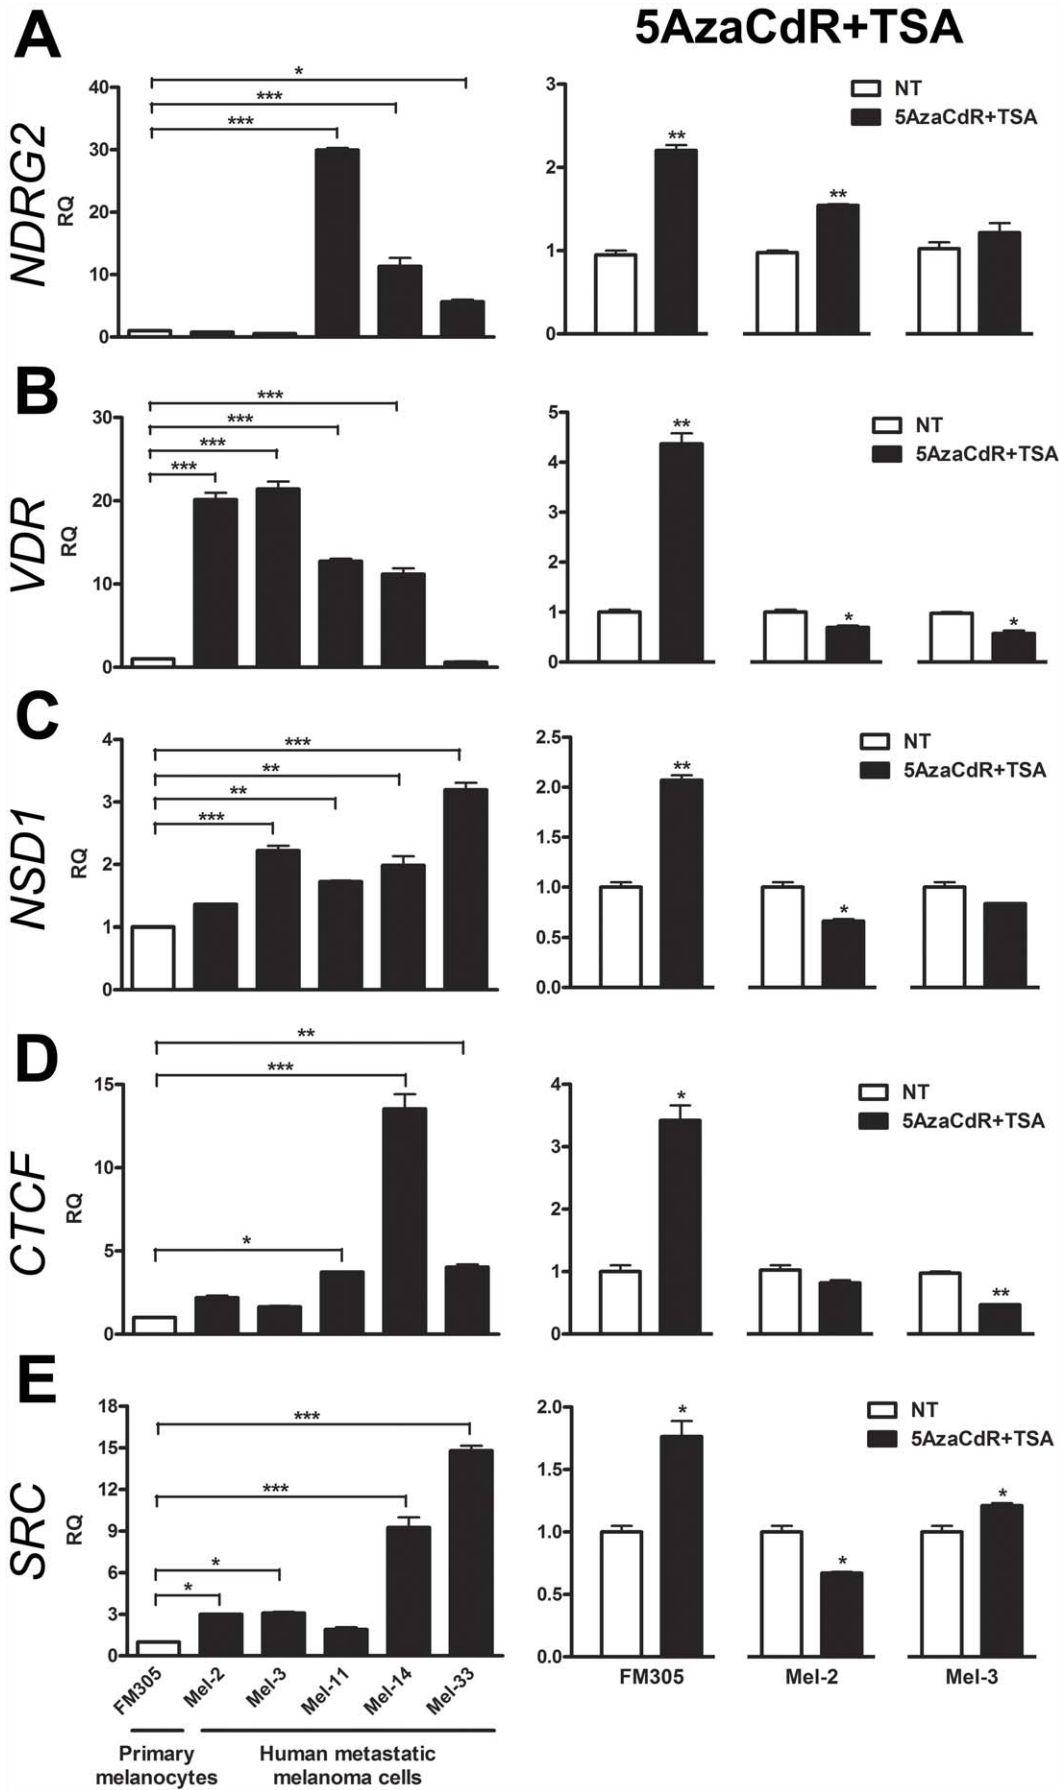 A
5AzaCdR+TSA
NDRG2
RQ
40
30
20
10
0
*
***
***
3
2
1
0
**
**
NT
5AzaCdR+TSA
B
VDR
RQ
30
20
10
0
***
***
***
***
5
4
3
2
1
0
**
*
*
NT
5AzaCdR+TSA
C
NSD1
RQ
4
3
2
1
0
***
**
**
***
2.5
2.0
1.5
1.0
0.5
0.0
**
*
NT
5AzaCdR+TSA
D
CTCF
RQ
15
10
5
0
**
***
*
4
3
2
1
0
*
**
NT
5AzaCdR+TSA
E
SRC
RQ
18
15
12
9
6
3
0
***
***
*
*
2.0
1.5
1.0
0.5
0.0
*
*
*
NT
5AzaCdR+TSA
FM305
Mel-2
Mel-3
Mel-11
Mel-14
Mel-33
FM305
Mel-2
Mel-3
Primary
melanocytes
Human metastatic
melanoma cells